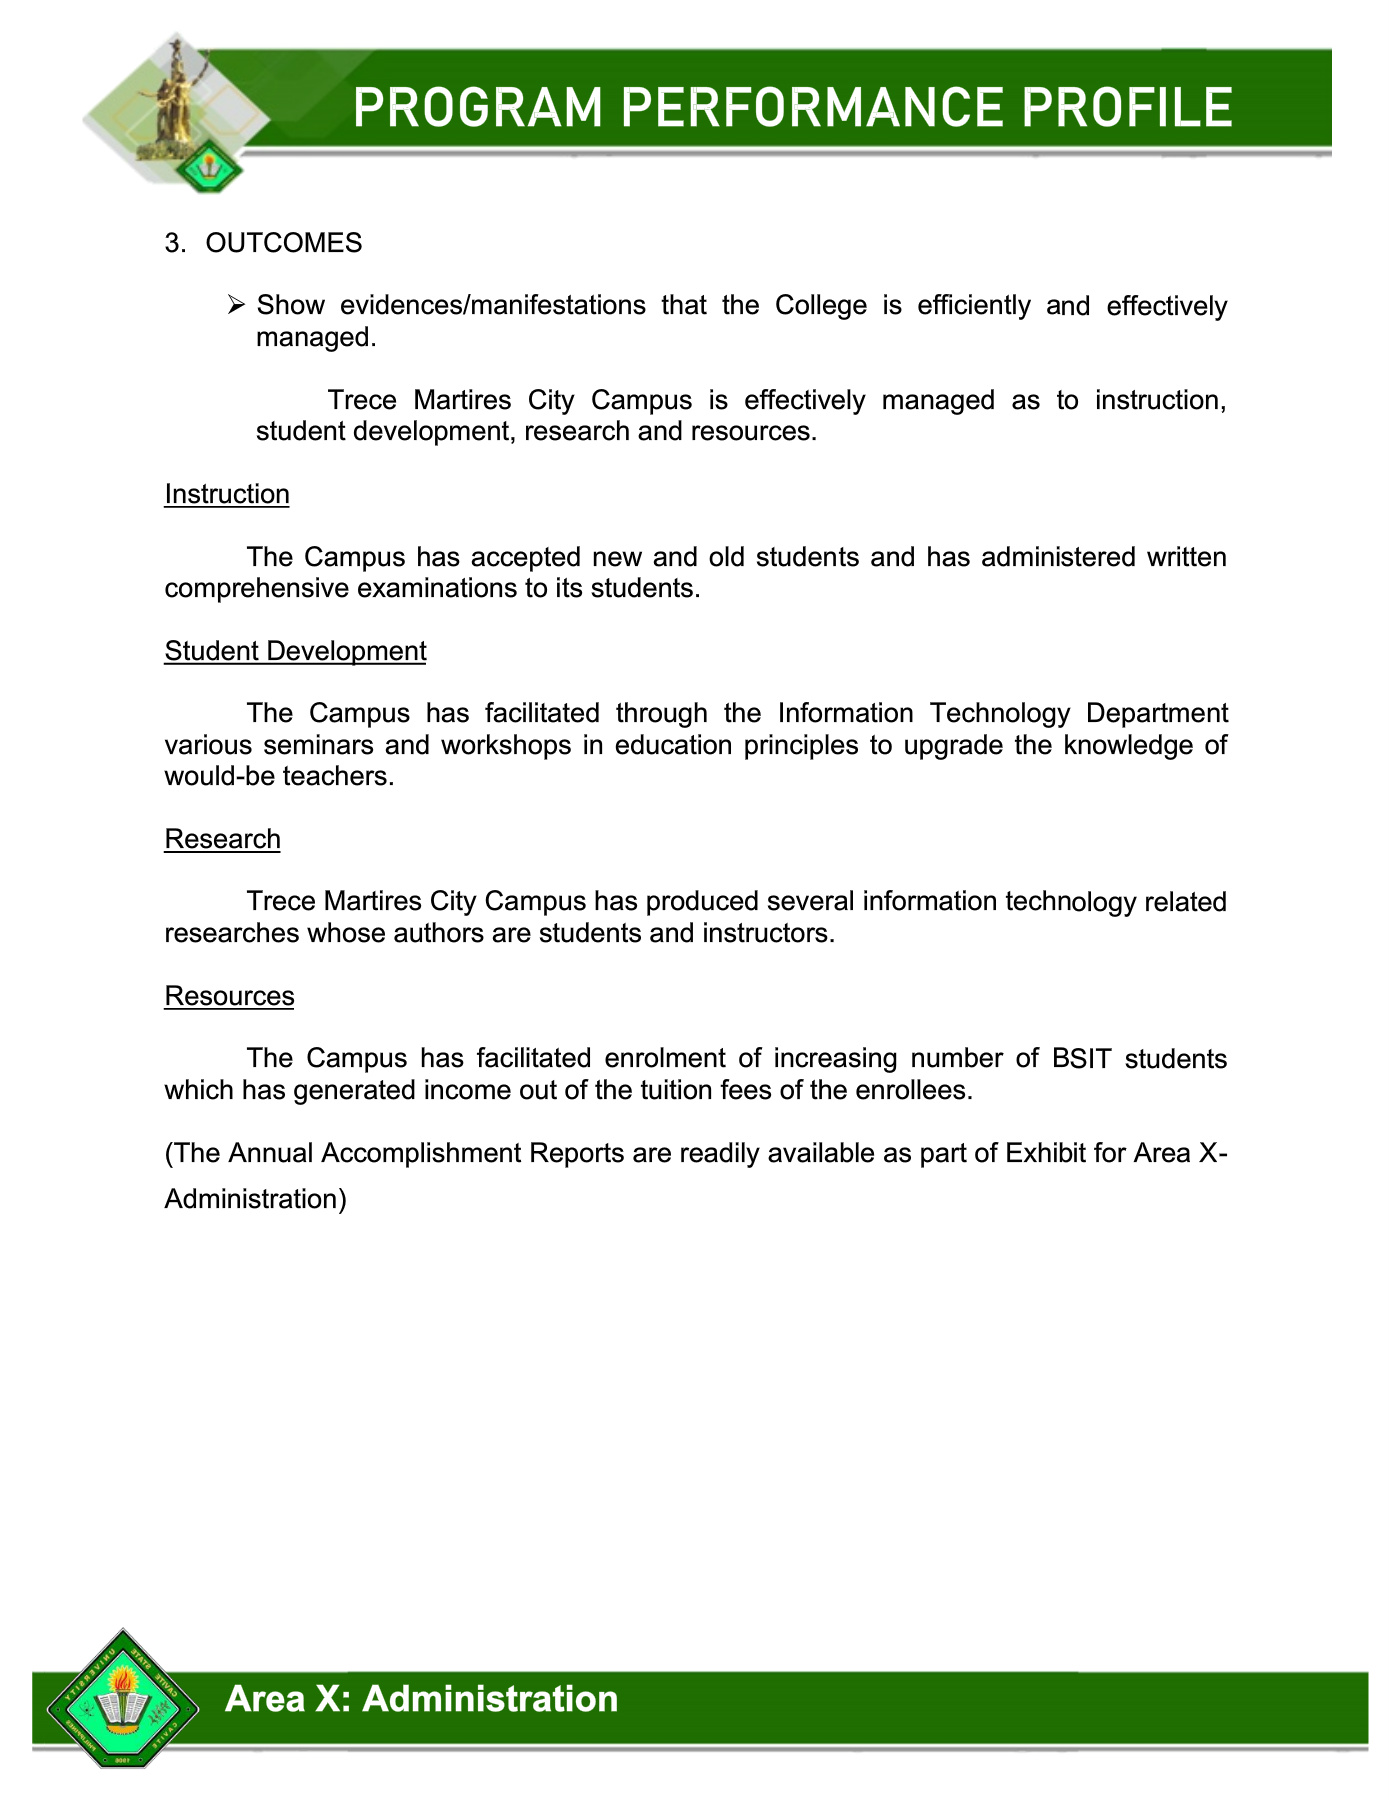 PROGRAM PERFORMANCE PROFILE
3. OUTCOMES
➢ Show evidences/manifestations that the College is efficiently and effectively
managed.
Trece Martires City Campus is effectively managed as to instruction,
student development, research and resources.
Instruction
The Campus has accepted new and old students and has administered written
comprehensive examinations to its students.
Student Development
The Campus has facilitated through the Information Technology Department
various seminars and workshops in education principles to upgrade the knowledge of
would-be teachers.
Research
Trece Martires City Campus has produced several information technology related
researches whose authors are students and instructors.
Resources
The Campus has facilitated enrolment of increasing number of BSIT students
which has generated income out of the tuition fees of the enrollees.
(The Annual Accomplishment Reports are readily available as part of Exhibit for Area X-
Administration)
CAVITE STATE UNIVERSITY
CAVITE
PHILIPPINES
1906
Area X: Administration